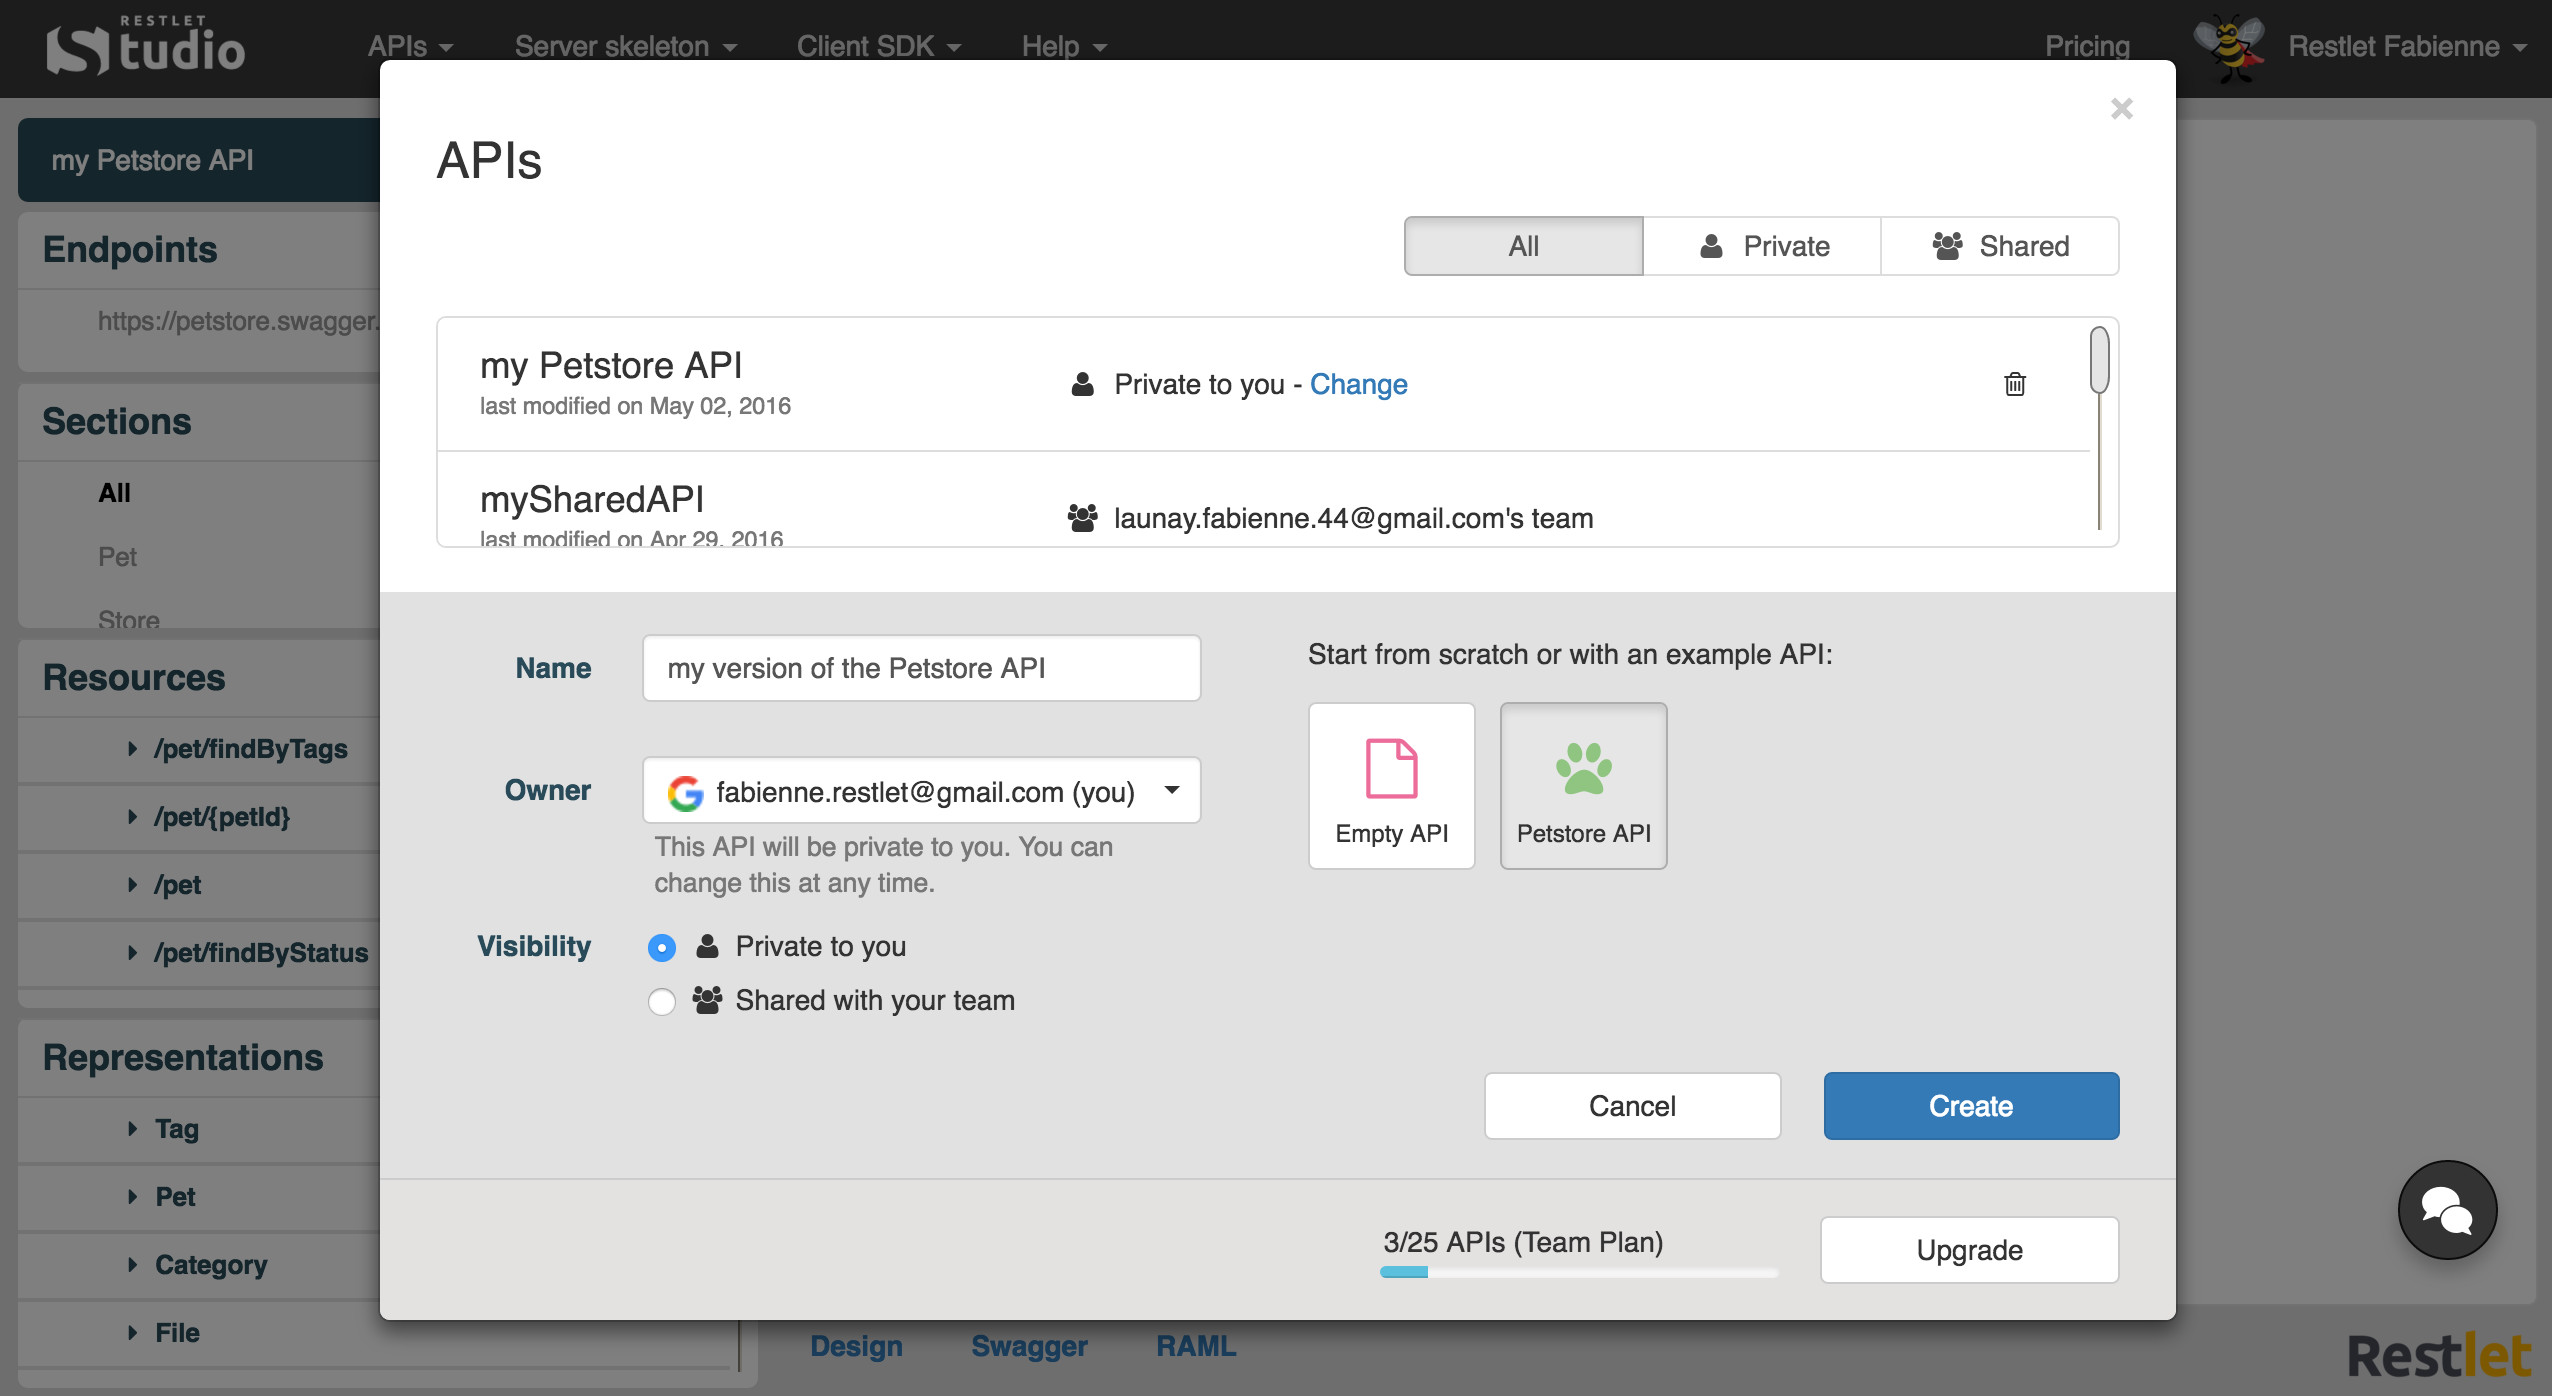 RESTLET
Studio
APIs
Server skeleton
Client SDK
Help
Pricing
Restlet Fabienne
my Petstore API
Endpoints
https://petstore.swagger.
Sections
All
Pet
Store
Resources
/pet/findByTags
/pet/{petId}
/pet
/pet/findByStatus
Representations
Tag
Pet
Category
File
APIs
×
All
Private
Shared
my Petstore API
last modified on May 02, 2016
Private to you - Change
mySharedAPI
last modified on Apr 29, 2016
launay.fabienne.44@gmail.com's team
Name
my version of the Petstore API
Owner
fabienne.restlet@gmail.com (you)
This API will be private to you. You can
change this at any time.
Visibility
Private to you
Shared with your team
Start from scratch or with an example API:
Empty API
Petstore API
Cancel
Create
3/25 APIs (Team Plan)
Upgrade
Design
Swagger
RAML
Restlet